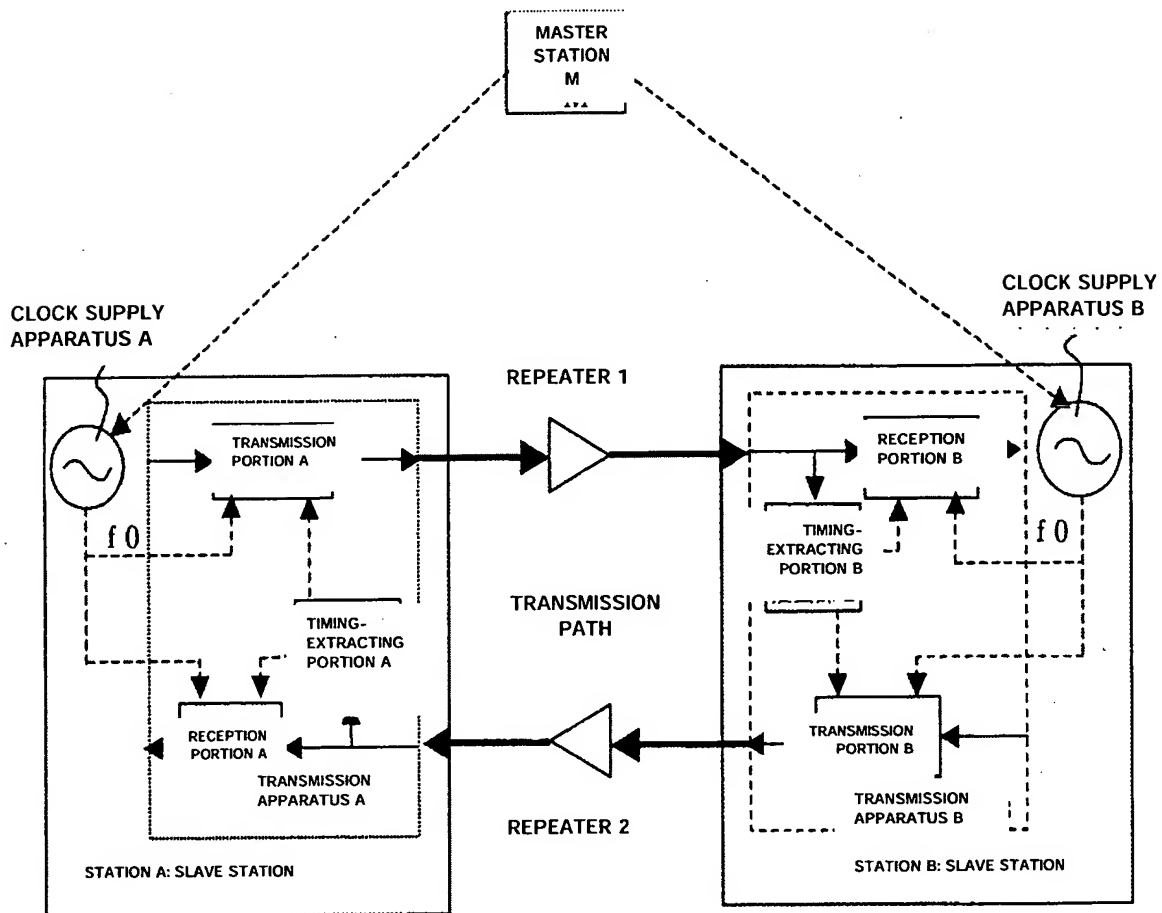 MASTER
STATION
M
CLOCK SUPPLY
APPARATUS A
CLOCK SUPPLY
APPARATUS B
REPEATER 1
TRANSMISSION
PORTION A
RECEPTION
PORTION B
f 0
f 0
TIMING-
EXTRACTING
PORTION B
TIMING-
EXTRACTING
PORTION A
TRANSMISSION
PATH
RECEPTION
PORTION A
TRANSMISSION
PORTION B
TRANSMISSION
APPARATUS A
TRANSMISSION
APPARATUS B
REPEATER 2
STATION A: SLAVE STATION
STATION B: SLAVE STATION